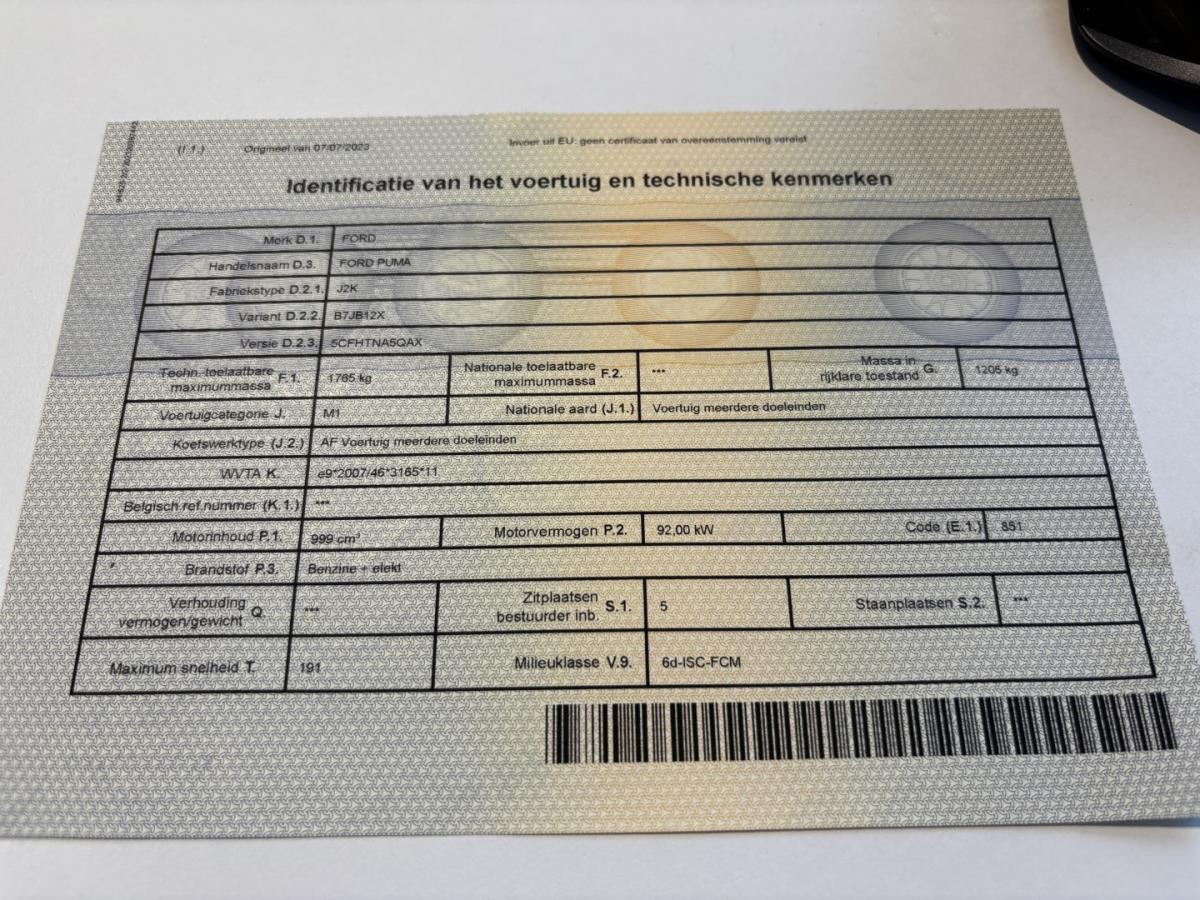 (I.1.) Origineel van 07/07/2023 Invoer uit EU: geen certificaat van overeenstemming vereist
Identificatie van het voertuig en technische kenmerken
Merk D.1. FORD
Handelsnaam D.3. FORD PUMA
Fabriekstype D.2.1. J2K
Variant D.2.2. B7JB12X
Versie D.2.3. 5CFHTNA5QAX
Techn. toelaatbare maximummassa F.1. 1765 kg Nationale toelaatbare maximummassa F.2. *** Massa in rijklare toestand G. 1205 kg
Voertuigcategorie J. M1 Nationale aard (J.1.) Voertuig meerdere doeleinden
Koetswerktype (J.2.) AF Voertuig meerdere doeleinden
WVTA K. e9*2007/46*3165*11
Belgisch ref.nummer (K.1.) ***
Motorinhoud P.1. 999 cm³ Motorvermogen P.2. 92,00 kW Code (E.1.) 851
Brandstof P.3. Benzine + elekt
Verhouding vermogen/gewicht Q. *** Zitplaatsen bestuurder inb. S.1. 5 Staanplaatsen S.2. ***
Maximum snelheid T. 191 Milieuklasse V.9. 6d-ISC-FCM